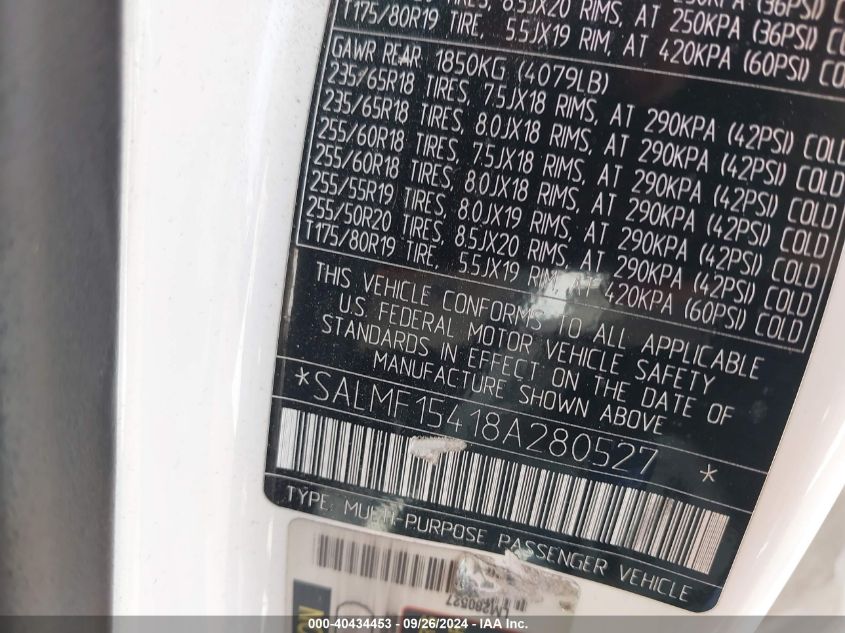 8.5JX20 RIMS, AT 250KPA (36PSI)
T175/80R19 TIRE, 5.5JX19 RIM, AT 420KPA (60PSI) CO
GAWR REAR 1850KG (4079LB)
235/65R18 TIRES, 7.5JX18 RIMS, AT 290KPA (42PSI) COLD
235/65R18 TIRES, 8.0JX18 RIMS, AT 290KPA (42PSI) COLD
255/60R18 TIRES, 7.5JX18 RIMS, AT 290KPA (42PSI) COLD
255/60R18 TIRES, 8.0JX18 RIMS, AT 290KPA (42PSI) COLD
255/55R19 TIRES, 8.0JX19 RIMS, AT 290KPA (42PSI) COLD
255/50R20 TIRES, 8.5JX20 RIMS, AT 290KPA (42PSI) COLD
T175/80R19 TIRE, 5.5JX19 RIM, AT 420KPA (60PSI) COLD
THIS VEHICLE CONFORMS TO ALL APPLICABLE
U.S FEDERAL MOTOR VEHICLE SAFETY
STANDARDS IN EFFECT ON THE DATE OF
MANUFACTURE SHOWN ABOVE
*SALMF15418A280527 *
TYPE: MULTI-PURPOSE PASSENGER VEHICLE
000-40434453 - 09/26/2024 - IAA Inc.